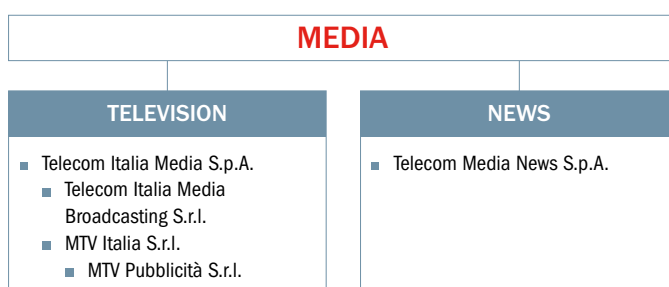 MEDIA
TELEVISION
Telecom Italia Media S.p.A.
Telecom Italia Media
Broadcasting S.r.l.
MTV Italia S.r.l.
MTV Pubblicità S.r.l.
NEWS
Telecom Media News S.p.A.